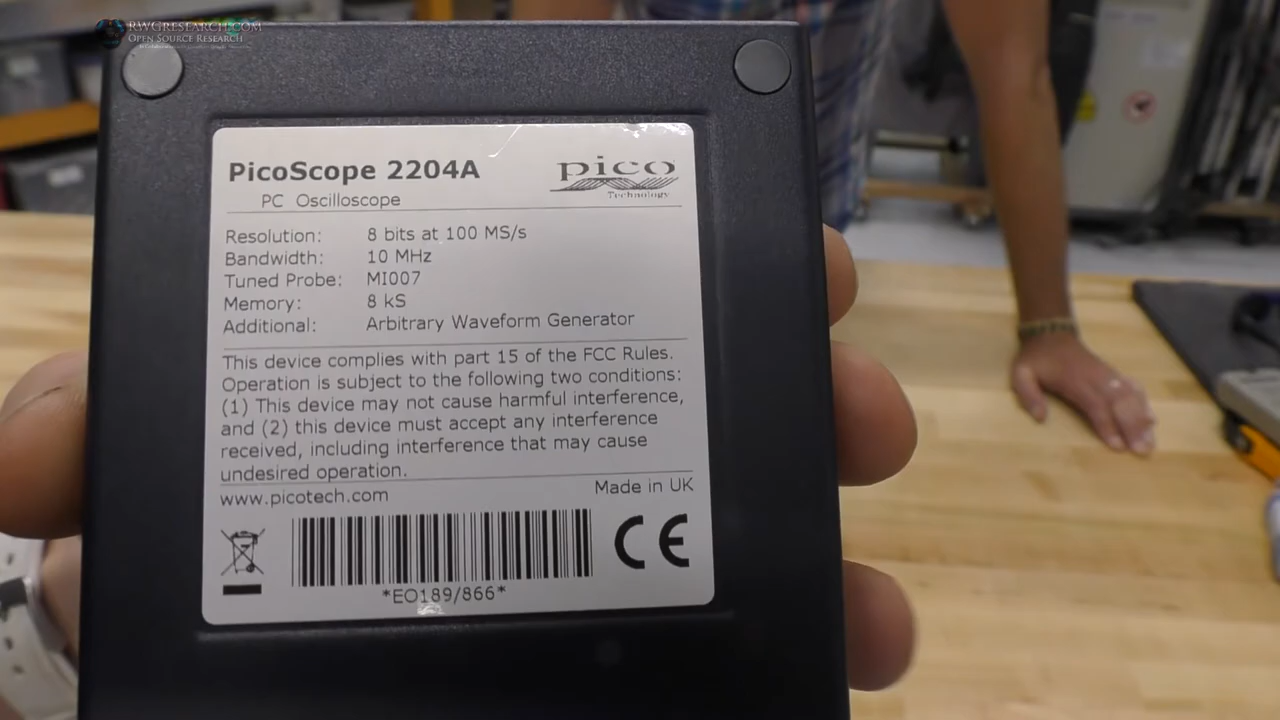 RWGRESEARCH.COM
OPEN SOURCE RESEARCH
PicoScope 2204A
pico
Technology
PC Oscilloscope
Resolution: 8 bits at 100 MS/s
Bandwidth: 10 MHz
Tuned Probe: MI007
Memory: 8 kS
Additional: Arbitrary Waveform Generator
This device complies with part 15 of the FCC Rules.
Operation is subject to the following two conditions:
(1) This device may not cause harmful interference,
and (2) this device must accept any interference
received, including interference that may cause
undesired operation.
www.picotech.com
Made in UK
CE
*EO189/866*